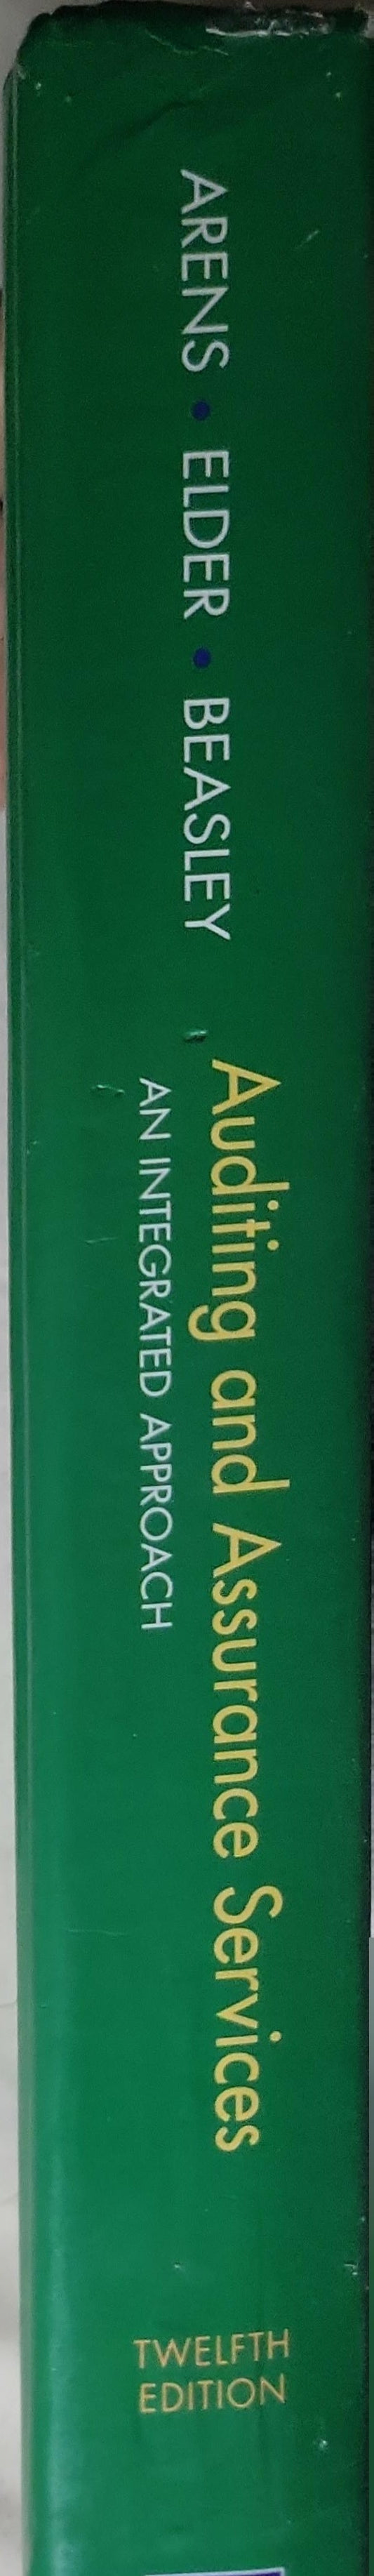 ARENS • ELDER • BEASLEY
Auditing and Assurance Services
AN INTEGRATED APPROACH
TWELFTH
EDITION